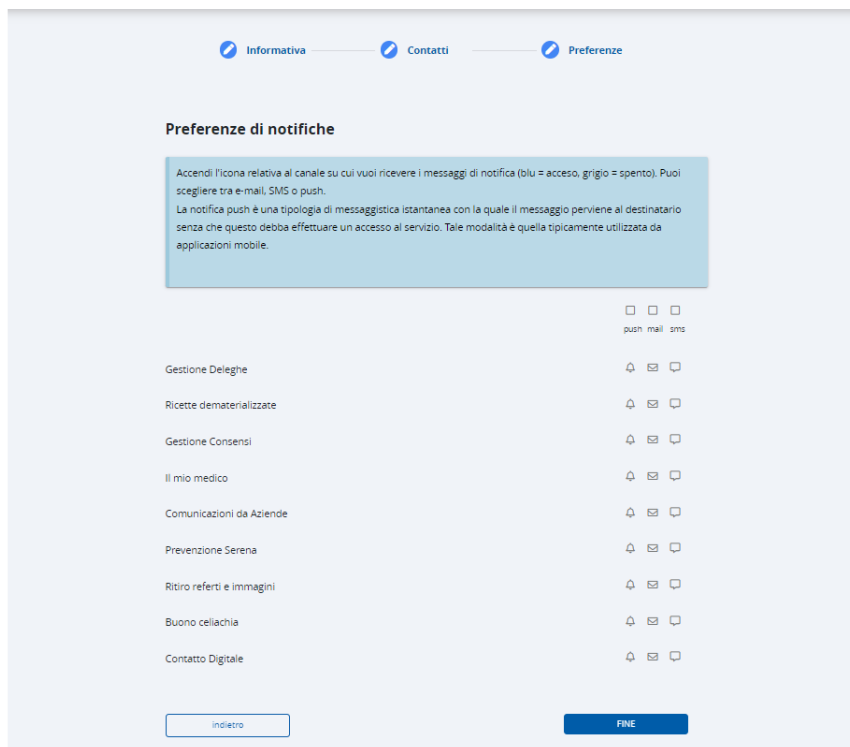 Informativa Contatti Preferenze
Preferenze di notifiche
Accendi l'icona relativa al canale su cui vuoi ricevere i messaggi di notifica (blu = acceso, grigio = spento). Puoi
scegliere tra e-mail, SMS o push.
La notifica push è una tipologia di messaggistica istantanea con la quale il messaggio perviene al destinatario
senza che questo debba effettuare un accesso al servizio. Tale modalità è quella tipicamente utilizzata da
applicazioni mobile.
push mail sms
Gestione Deleghe
Ricette dematerializzate
Gestione Consensi
Il mio medico
Comunicazioni da Aziende
Prevenzione Serena
Ritiro referti e immagini
Buono celiachia
Contatto Digitale
indietro FINE